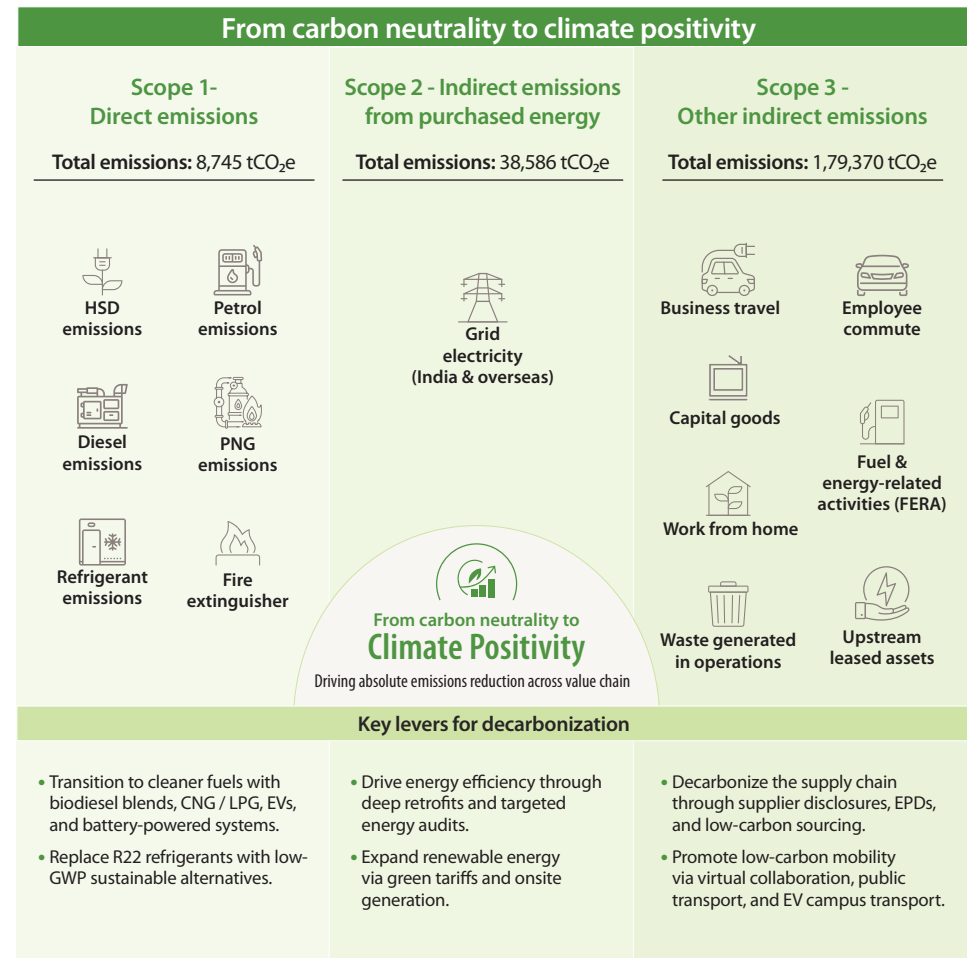 From carbon neutrality to climate positivity
Scope 1-
Direct emissions
Total emissions: 8,745 tCO₂e
HSD
emissions
Petrol
emissions
Diesel
emissions
PNG
emissions
Refrigerant
emissions
Fire
extinguisher
Scope 2 - Indirect emissions
from purchased energy
Total emissions: 38,586 tCO₂e
Grid
electricity
(India & overseas)
From carbon neutrality to
Climate Positivity
Driving absolute emissions reduction across value chain
Scope 3 -
Other indirect emissions
Total emissions: 1,79,370 tCO₂e
Business travel
Employee
commute
Capital goods
Fuel &
energy-related
activities (FERA)
Work from home
Waste generated
in operations
Upstream
leased assets
Key levers for decarbonization
• Transition to cleaner fuels with
biodiesel blends, CNG / LPG, EVs,
and battery-powered systems.
• Replace R22 refrigerants with low-
GWP sustainable alternatives.
• Drive energy efficiency through
deep retrofits and targeted
energy audits.
• Expand renewable energy
via green tariffs and onsite
generation.
• Decarbonize the supply chain
through supplier disclosures, EPDs,
and low-carbon sourcing.
• Promote low-carbon mobility
via virtual collaboration, public
transport, and EV campus transport.